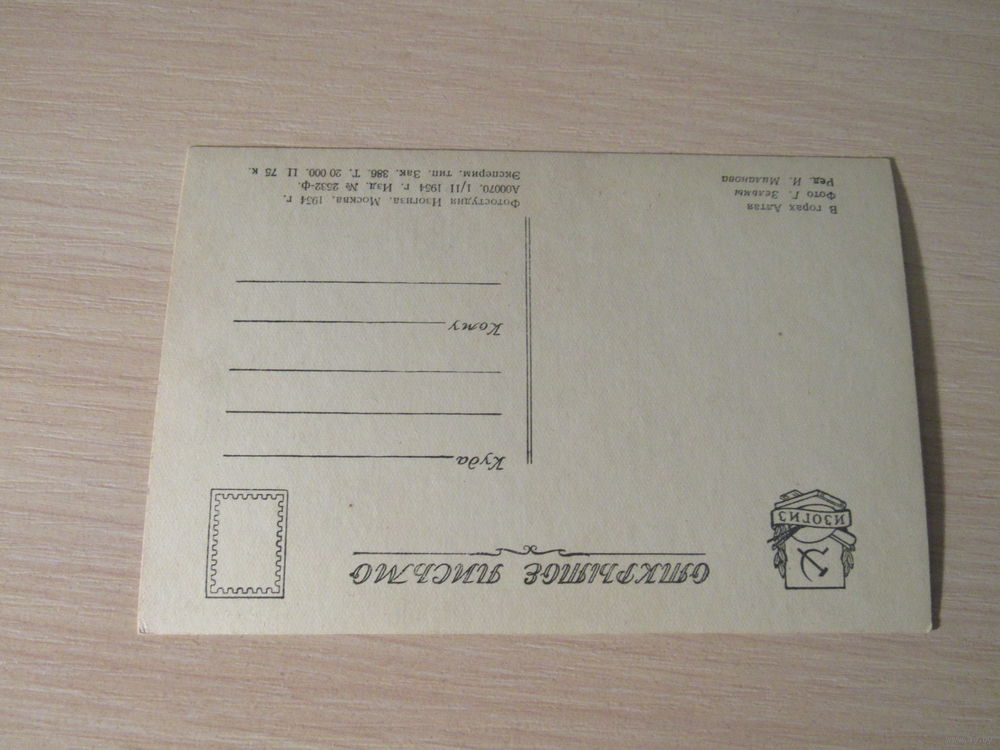 ОТКРЫТОЕ ПИСЬМО
ИЗОГИЗ
Куда
Кому
В горах Алтая
Фото Г. Зельмы
Ред. И. Миланова
Фотостудия Изогиза. Москва. 1954 г.
А00070. 1/II 1954 г. Изд. № 2532-ф.
Эксперим. тип. Зак. 386. Т. 20 000. Ц 75 к.